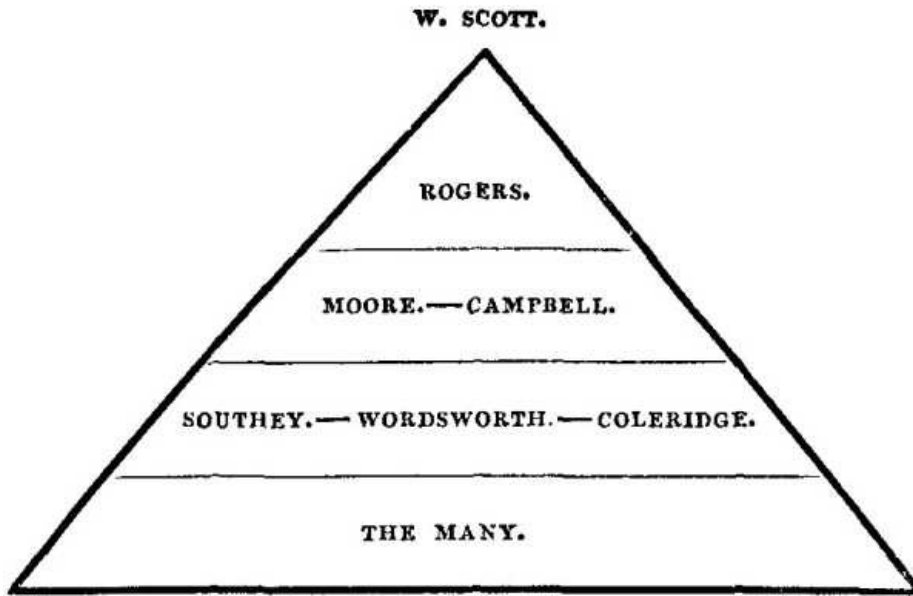 W. SCOTT.
ROGERS.
MOORE.—CAMPBELL.
SOUTHEY.—WORDSWORTH.—COLERIDGE.
THE MANY.